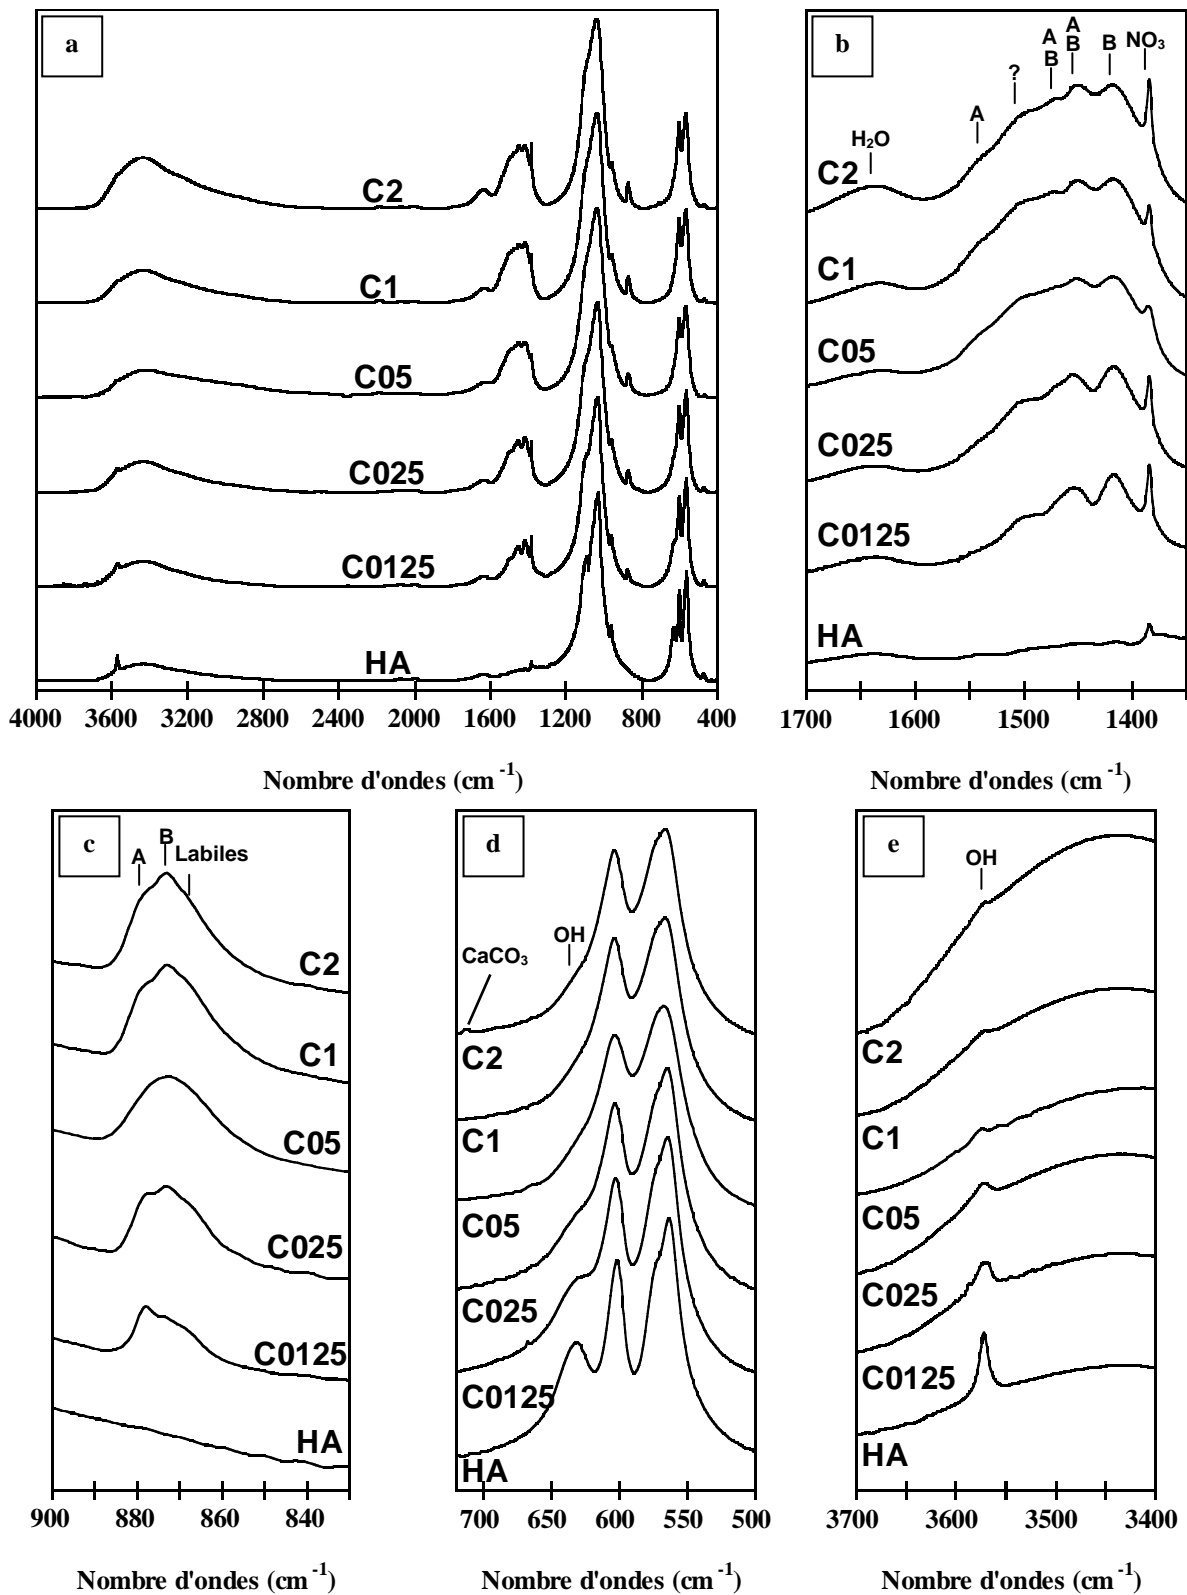 a
C2
C1
C05
C025
C0125
HA
4000 3600 3200 2800 2400 2000 1600 1200 800 400
Nombre d'ondes (cm-1)
b
A
B
A
B
B
NO3
?
A
H2O
C2
C1
C05
C025
C0125
HA
1700 1600 1500 1400
Nombre d'ondes (cm-1)
c
A
B
Labiles
C2
C1
C05
C025
C0125
HA
900 880 860 840
Nombre d'ondes (cm-1)
d
OH
CaCO3
C2
C1
C05
C025
C0125
HA
700 650 600 550 500
Nombre d'ondes (cm-1)
e
OH
C2
C1
C05
C025
C0125
HA
3700 3600 3500 3400
Nombre d'ondes (cm-1)